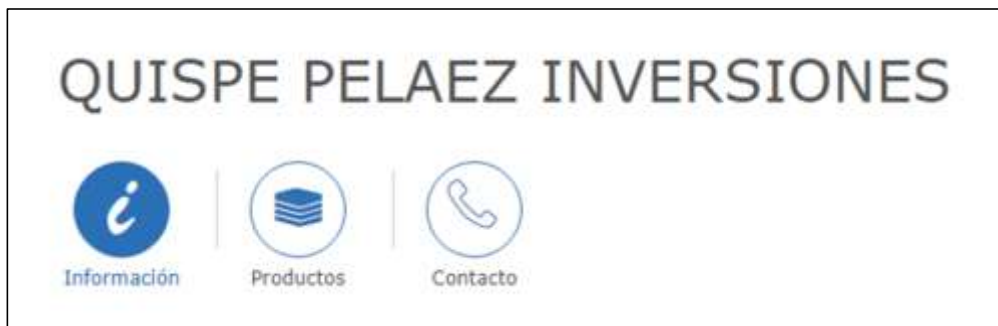 QUISPE PELAEZ INVERSIONES
Información Productos Contacto